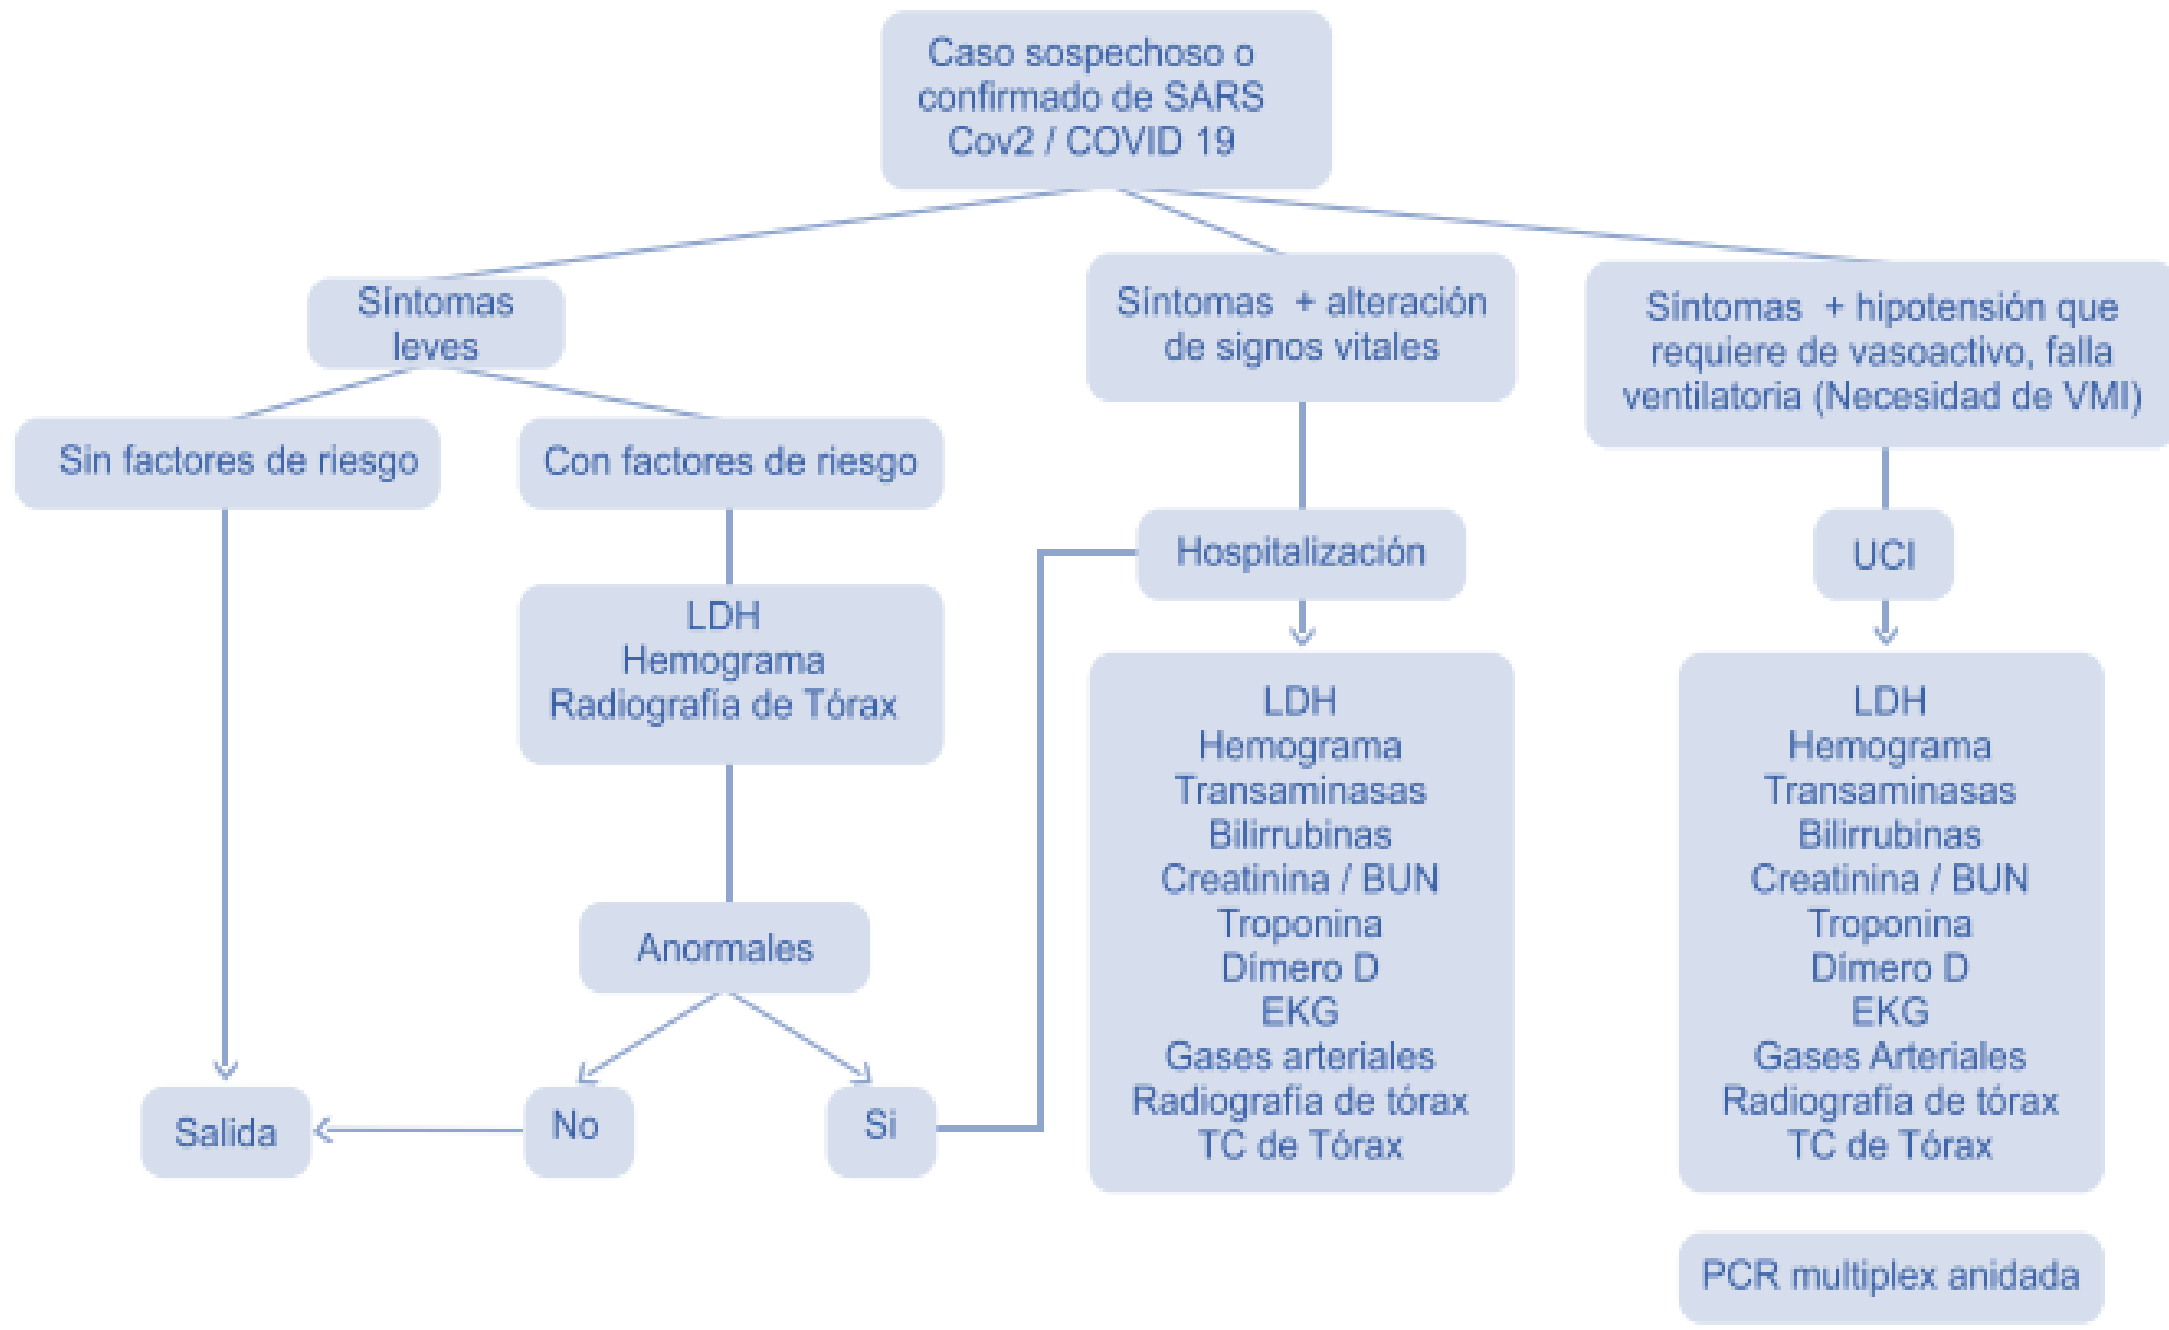 Caso sospechoso o
confirmado de SARS
Cov2 / COVID 19
Síntomas
leves
Síntomas + alteración
de signos vitales
Síntomas + hipotensión que
requiere de vasoactivo, falla
ventilatoria (Necesidad de VMI)
Sin factores de riesgo
Con factores de riesgo
Hospitalización
UCI
LDH
Hemograma
Radiografía de Tórax
LDH
Hemograma
Transaminasas
Bilirrubinas
Creatinina / BUN
Troponina
Dímero D
EKG
Gases arteriales
Radiografía de tórax
TC de Tórax
LDH
Hemograma
Transaminasas
Bilirrubinas
Creatinina / BUN
Troponina
Dímero D
EKG
Gases Arteriales
Radiografía de tórax
TC de Tórax
Anormales
Salida
No
Si
PCR multiplex anidada